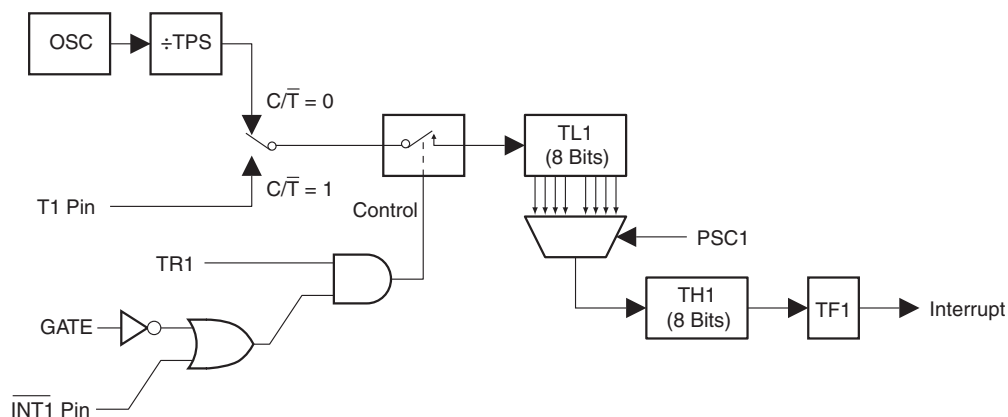 OSC
÷TPS
C/T̅ = 0
TL1
(8 Bits)
C/T̅ = 1
T1 Pin
Control
PSC1
TR1
TH1
(8 Bits)
TF1
Interrupt
GATE
I̅N̅T̅1̅ Pin